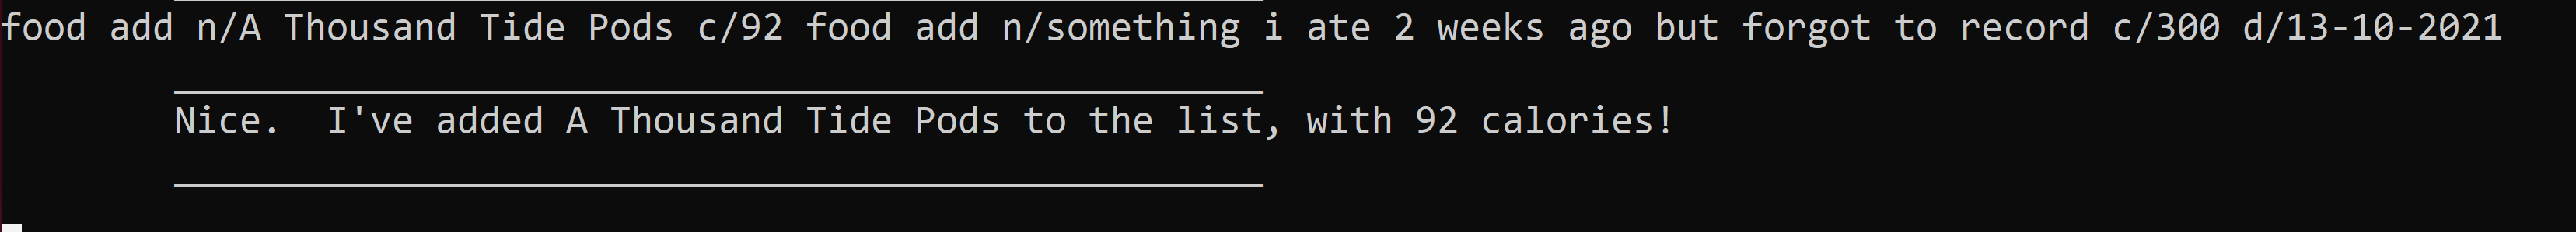 food add n/A Thousand Tide Pods c/92 food add n/something i ate 2 weeks ago but forgot to record c/300 d/13-10-2021
Nice.  I've added A Thousand Tide Pods to the list, with 92 calories!